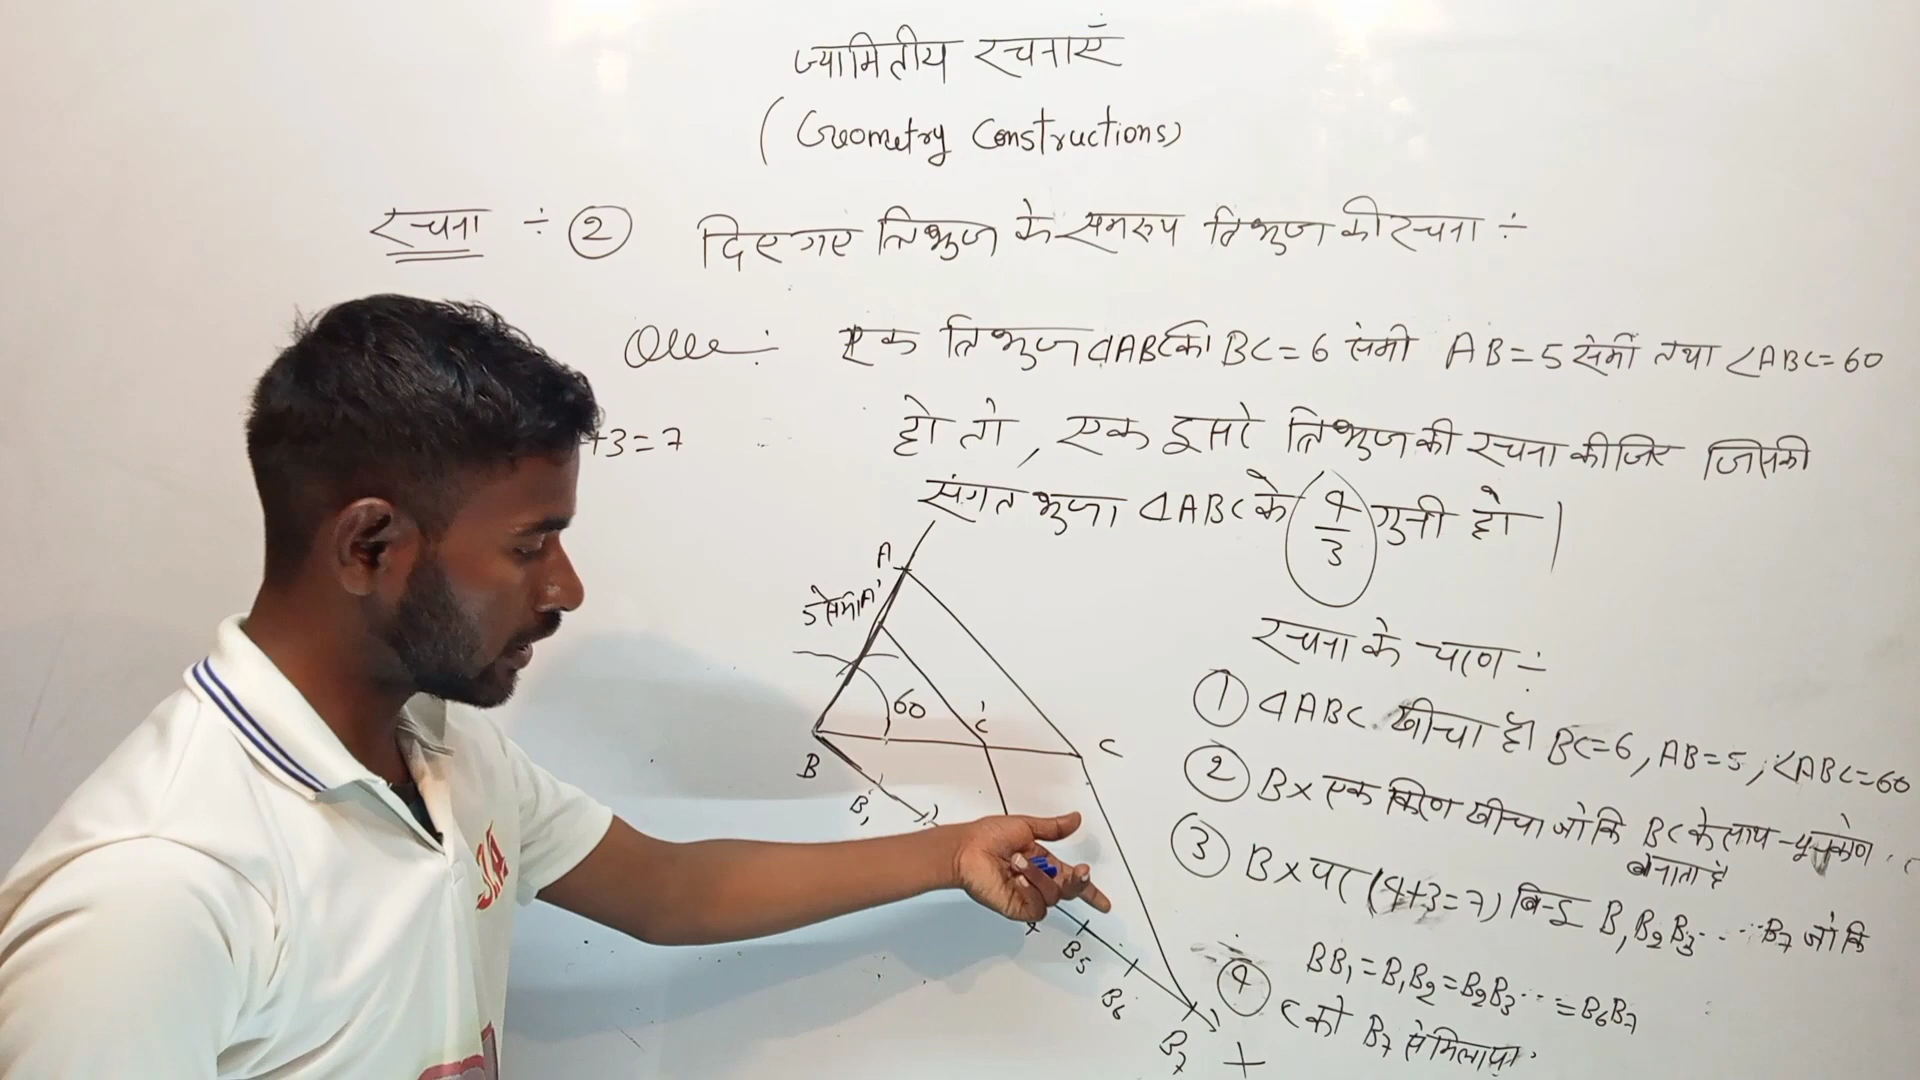 ज्यामितीय रचनाएँ
(Geometry Constructions)
रचना ÷ ② दिए गए त्रिभुज के समरुप त्रिभुज की रचना ÷
Que : एक त्रिभुज △ABC का BC = 6 सेमी AB = 5 सेमी तथा ∠ABC = 60
+3=7
हो तो, एक दुसरे त्रिभुज की रचना कीजिए जिसकी
संगत भुजा △ABC के 4/3 गुनी हो |
A
5 सेमी A'
60
B
C'
C
B1
B5
B6
B7
X
रचना के चरण ÷
① △ABC खींचा हो BC=6, AB=5, ∠ABC=60
② BX एक किरण खींचा जो कि BC के साथ न्यूनकोण
बनाता है
③ BX पर (4+3=7) बिन्दु B1 B2 B3 ... B7 जो कि
BB1 = B1B2 = B2B3 ... = B6B7
④ C को B7 से मिलाया.